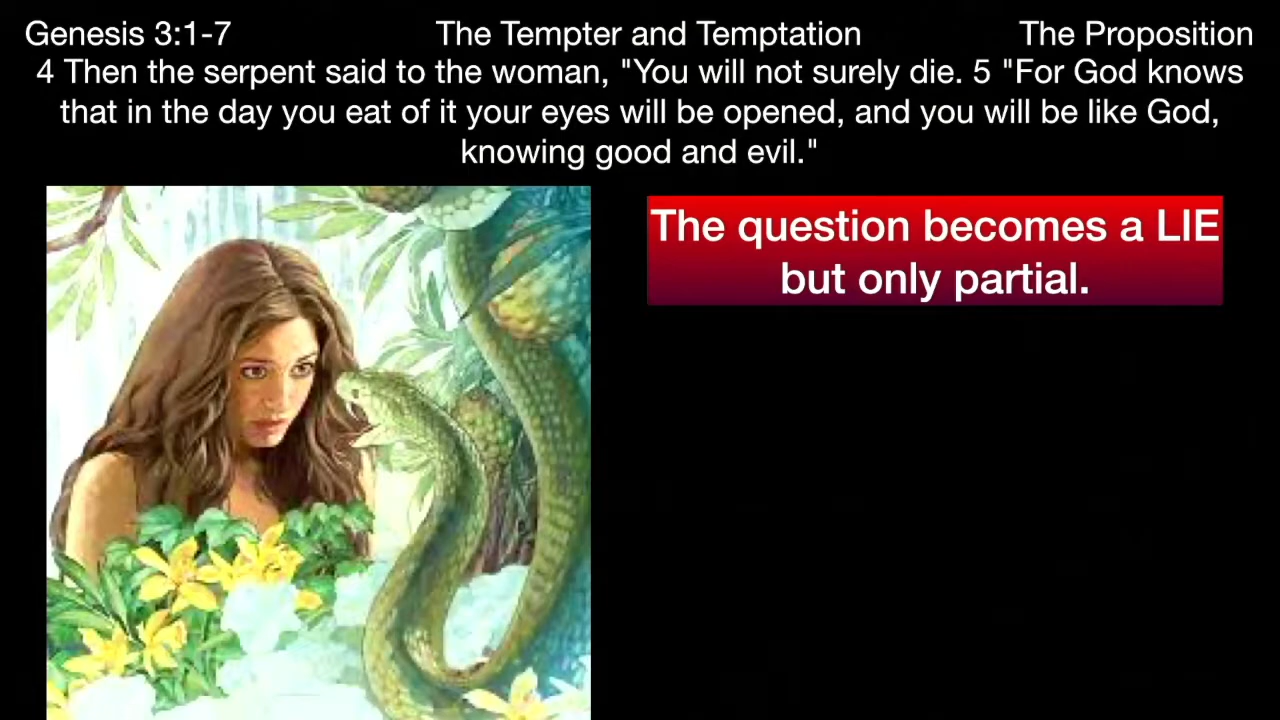 Genesis 3:1-7 The Tempter and Temptation The Proposition
4 Then the serpent said to the woman, "You will not surely die. 5 "For God knows
that in the day you eat of it your eyes will be opened, and you will be like God,
knowing good and evil."
The question becomes a LIE
but only partial.